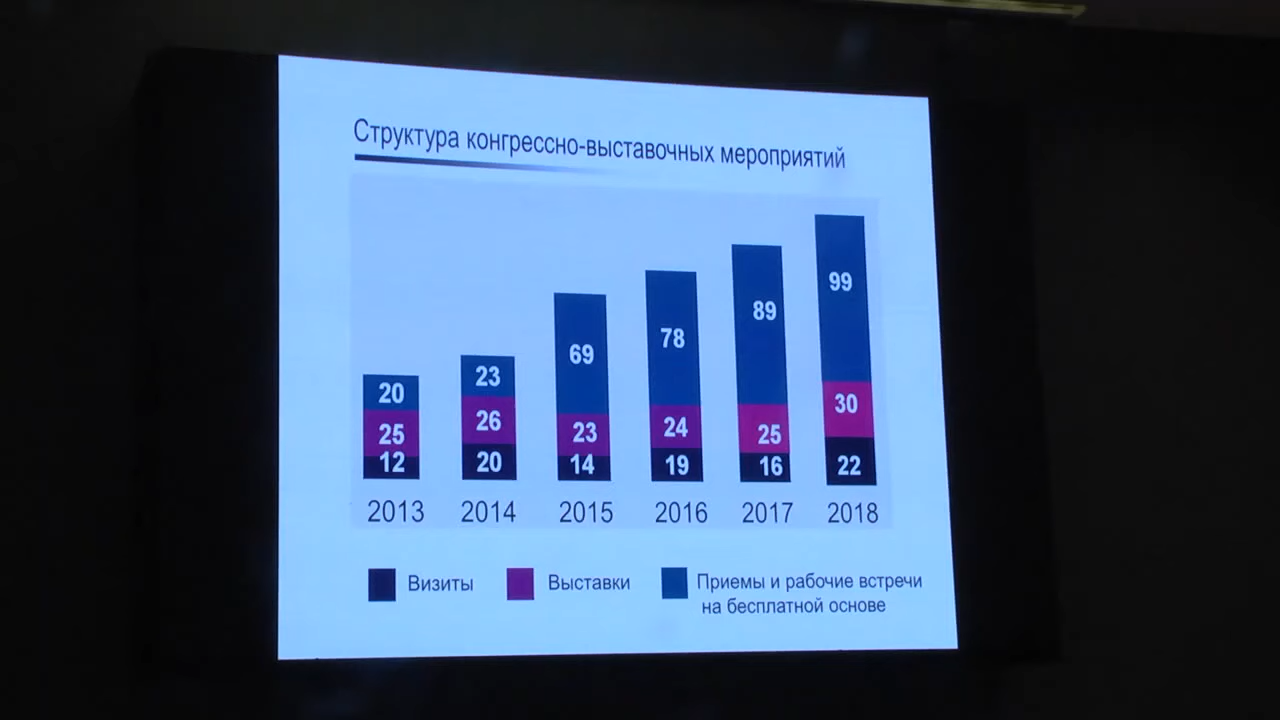 Структура конгрессно-выставочных мероприятий
20 23 69 78 89 99
25 26 23 24 25 30
12 20 14 19 16 22
2013 2014 2015 2016 2017 2018
Визиты Выставки Приемы и рабочие встречи
на бесплатной основе